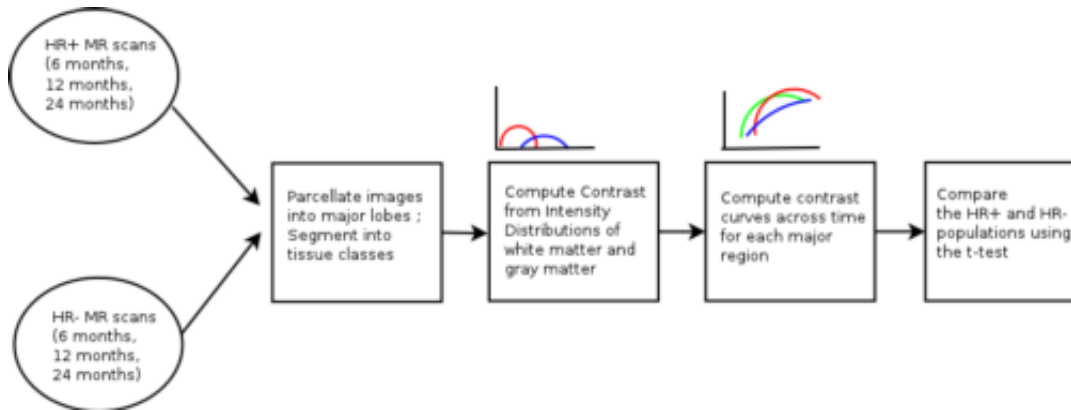 HR+ MR scans
(6 months,
12 months,
24 months)
HR- MR scans
(6 months,
12 months,
24 months)
Parcellate images
into major lobes ;
Segment into
tissue classes
Compute Contrast
from Intensity
Distributions of
white matter and
gray matter
Compute contrast
curves across time
for each major
region
Compare
the HR+ and HR-
populations using
the t-test